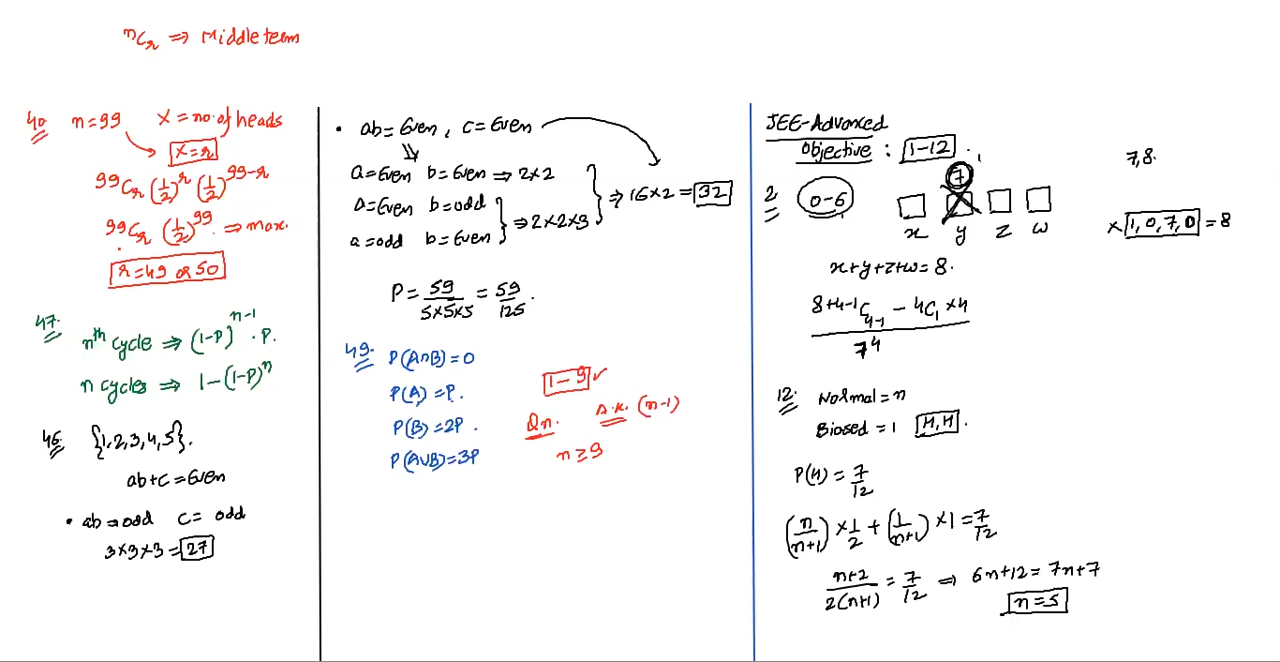 nCr ⇒ Middle term
40. n=99 X = no. of heads
X=r
99Cr (1/2)^r (1/2)^99-r
99Cr (1/2)^99. ⇒ max.
r=49 or 50
47. nth cycle ⇒ (1-P)^n-1 . P.
n cycles ⇒ 1-(1-P)^n
46. {1,2,3,4,5}.
ab+c = Even
• ab ⇒ odd c = odd
3×3×3 = 27
• ab = Even, c = Even
⇓
a=Even b=Even ⇒ 2×2
a=Even b=odd
a=odd b=Even } ⇒ 2×2×3 } ⇒ 16×2 = 32
P = 59/5×5×5 = 59/125.
49. P(A∩B)=0
P(A)=P.
P(B)=2P.
P(A∪B)=3P
1-9 ✓
Qn. A.K. (n-1)
n≥9
JEE-Advanced
Objective : 1-12.
2 0-6
7
x y z w
x+y+z+w=8.
8+4-1C4-1 - 4C1 ×4 / 7^4
7,8.
× 1, 0, 7, 0 = 8
12. Normal = n
Biased = 1 H,H.
P(H) = 7/12
(n/n+1) × 1/2 + (1/n+1) × 1 = 7/12
n+2/2(n+1) = 7/12 ⇒ 6n+12 = 7n+7
n=5